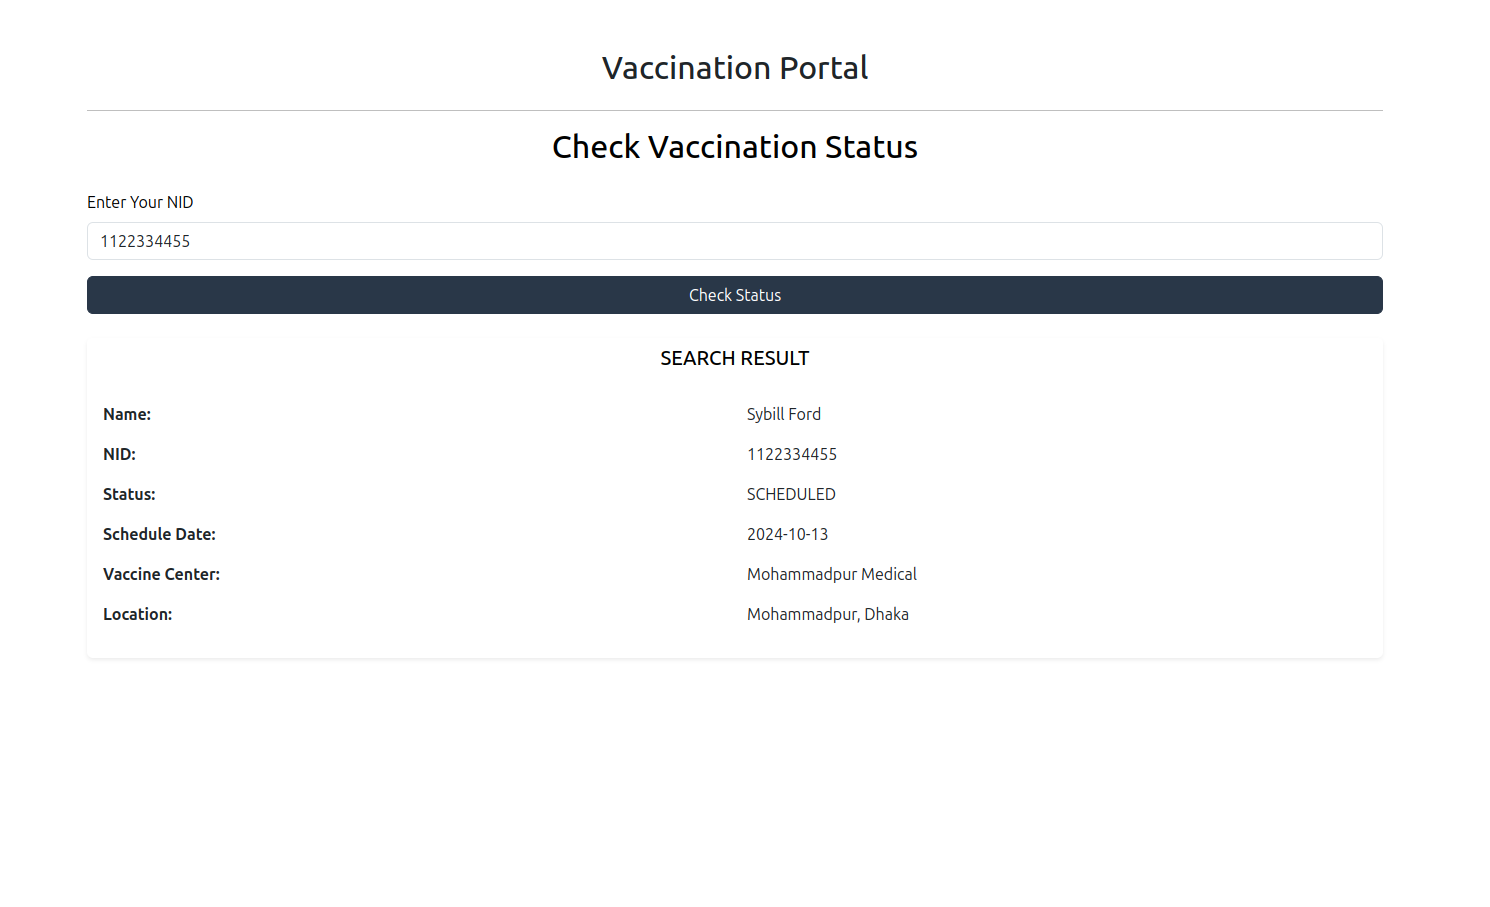 Vaccination Portal
Check Vaccination Status
Enter Your NID
1122334455
Check Status
SEARCH RESULT
Name: Sybill Ford
NID: 1122334455
Status: SCHEDULED
Schedule Date: 2024-10-13
Vaccine Center: Mohammadpur Medical
Location: Mohammadpur, Dhaka